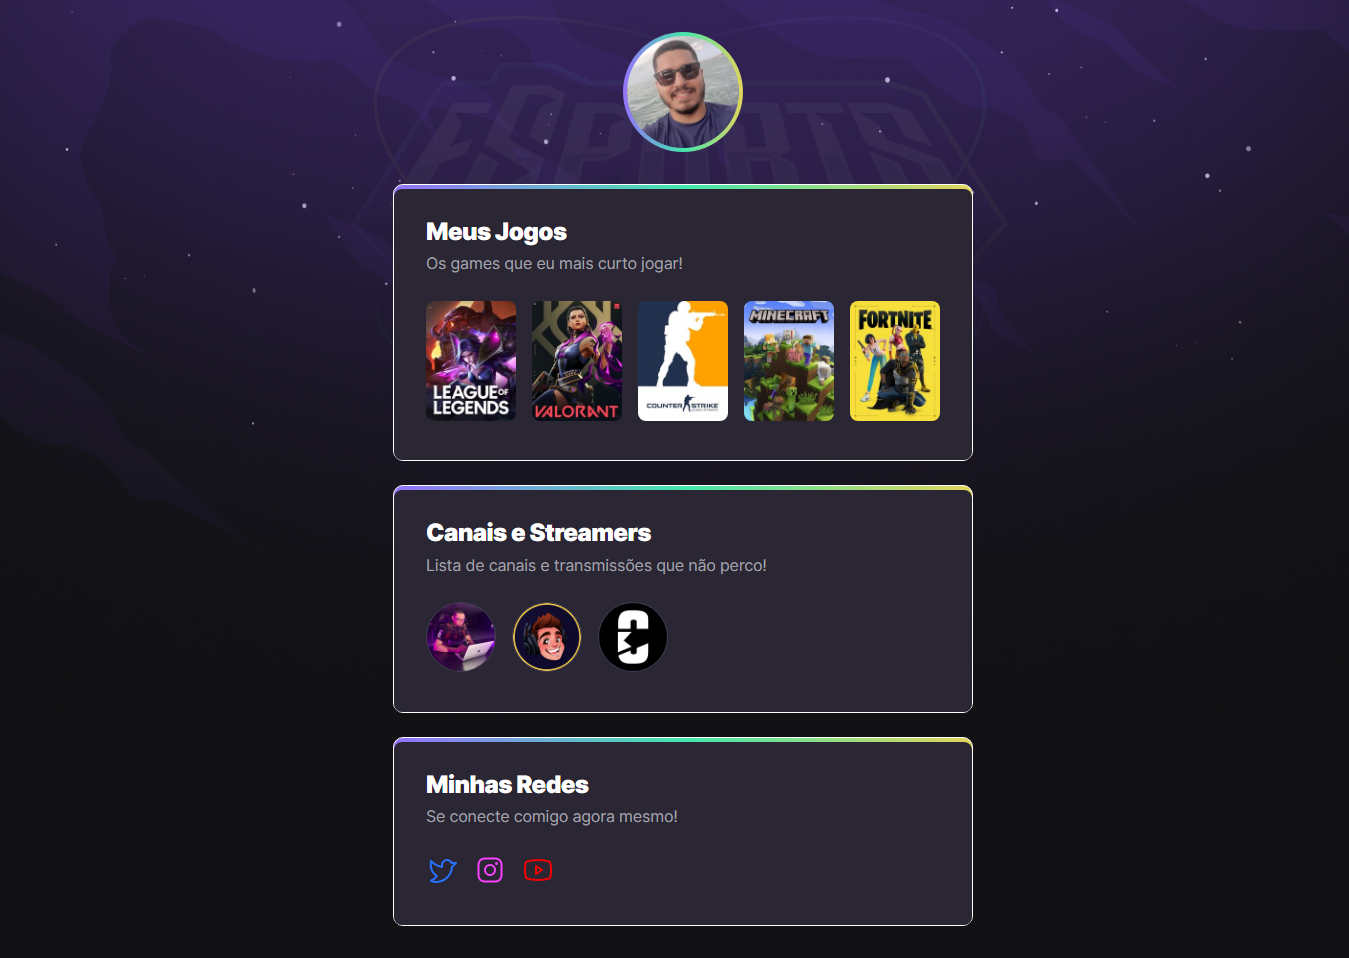 ESPORTS
Meus Jogos
Os games que eu mais curto jogar!
LEAGUE OF
LEGENDS
VALORANT
COUNTER STRIKE
MINECRAFT
FORTNITE
Canais e Streamers
Lista de canais e transmissões que não perco!
Minhas Redes
Se conecte comigo agora mesmo!